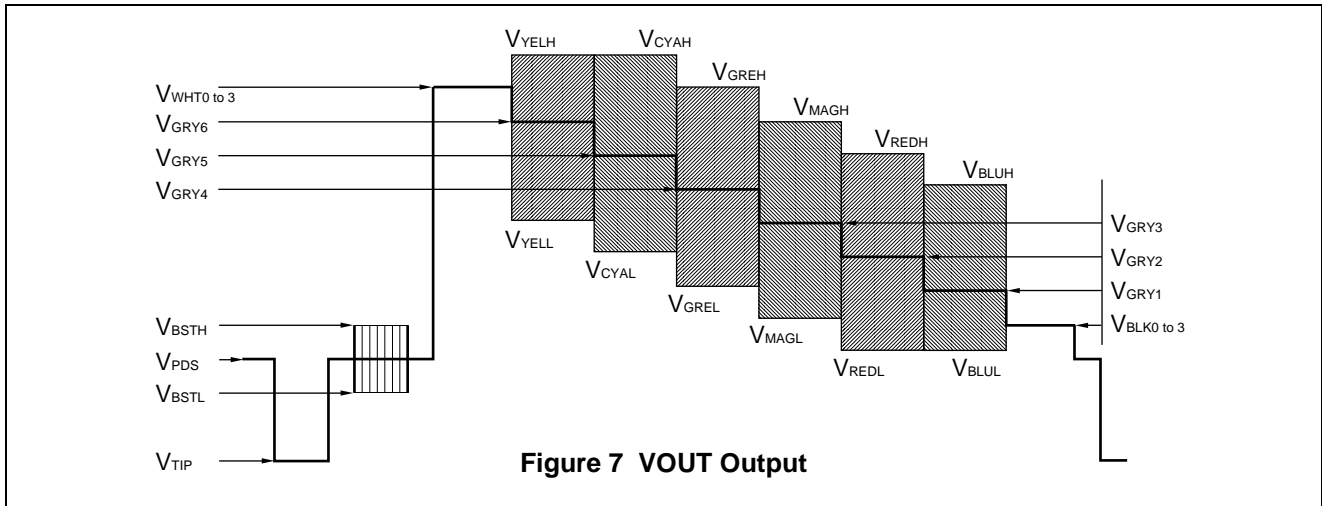 VYELH
VCYAH
VGREH
VMAGH
VREDH
VBLUH
VWHT0 to 3
VGRY6
VGRY5
VGRY4
VYELL
VCYAL
VGREL
VMAGL
VREDL
VBLUL
VGRY3
VGRY2
VGRY1
VBLK0 to 3
VBSTH
VPDS
VBSTL
VTIP
Figure 7 VOUT Output